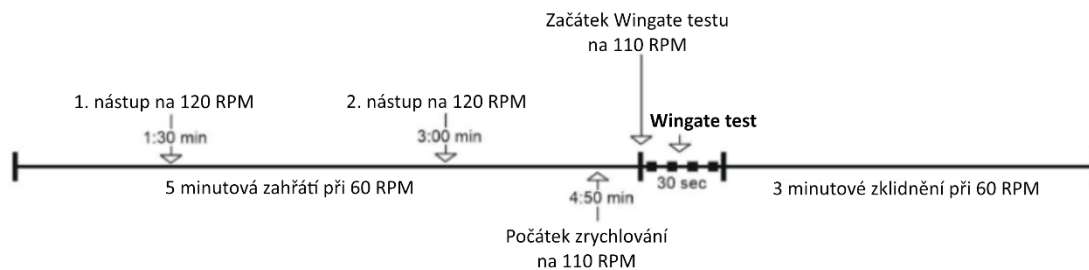 Začátek Wingate testu
na 110 RPM
1. nástup na 120 RPM
1:30 min
2. nástup na 120 RPM
3:00 min
Wingate test
5 minutová zahřátí při 60 RPM
4:50 min
30 sec
3 minutové zklidnění při 60 RPM
Počátek zrychlování
na 110 RPM